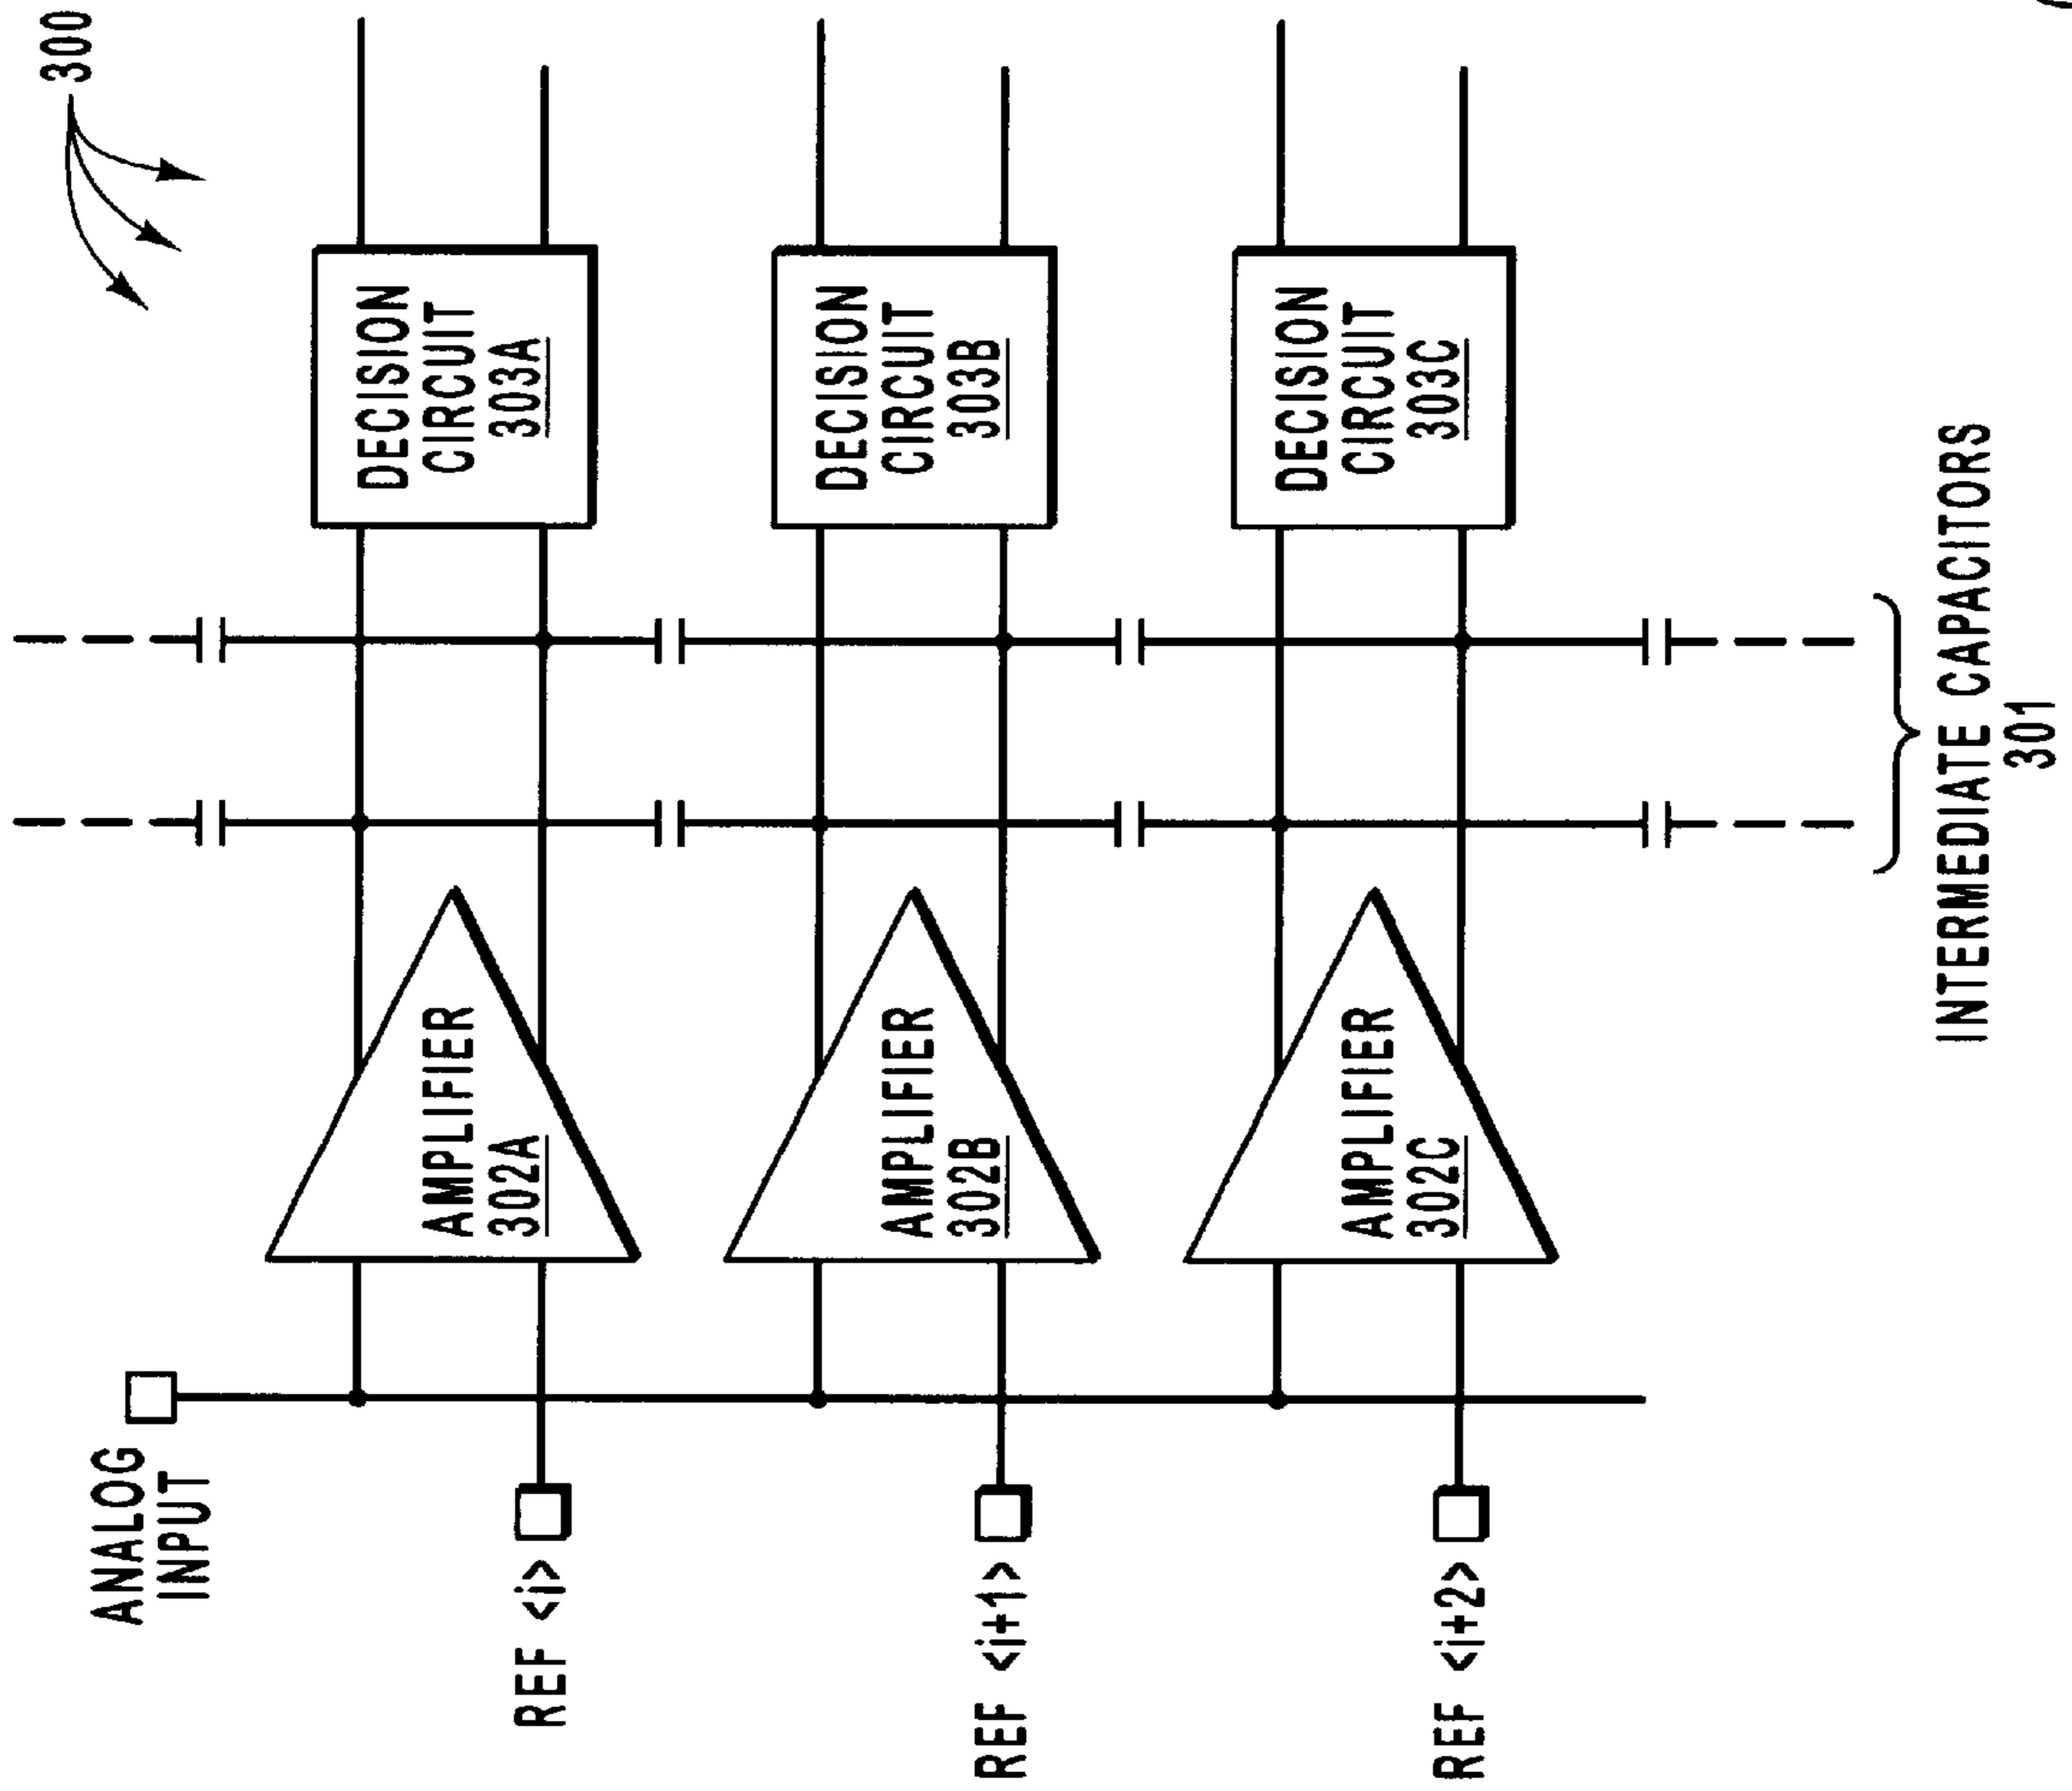 300
ANALOG
INPUT
REF <i>
AMPLIFIER
302A
DECISION
CIRCUIT
303A
REF <i+1>
AMPLIFIER
302B
DECISION
CIRCUIT
303B
REF <i+2>
AMPLIFIER
302C
DECISION
CIRCUIT
303C
INTERMEDIATE CAPACITORS
301